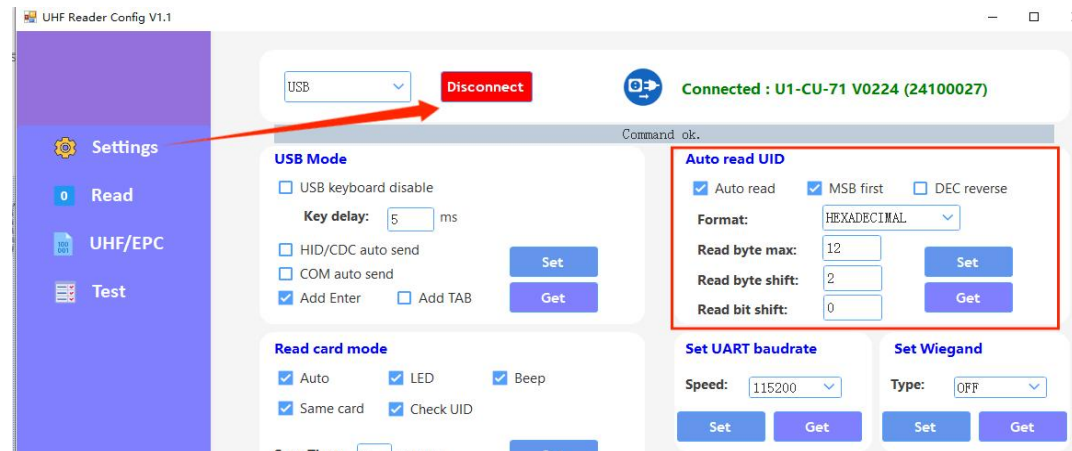 UHF Reader Config V1.1
USB
Disconnect
Connected : U1-CU-71 V0224 (24100027)
Command ok.
Settings
Read
UHF/EPC
Test
USB Mode
USB keyboard disable
Key delay: 5 ms
HID/CDC auto send
COM auto send
Add Enter Add TAB
Set
Get
Auto read UID
Auto read MSB first DEC reverse
Format: HEXADECIMAL
Read byte max: 12
Read byte shift: 2
Read bit shift: 0
Set
Get
Read card mode
Auto LED Beep
Same card Check UID
Set UART baudrate
Speed: 115200
Set Get
Set Wiegand
Type: OFF
Set Get